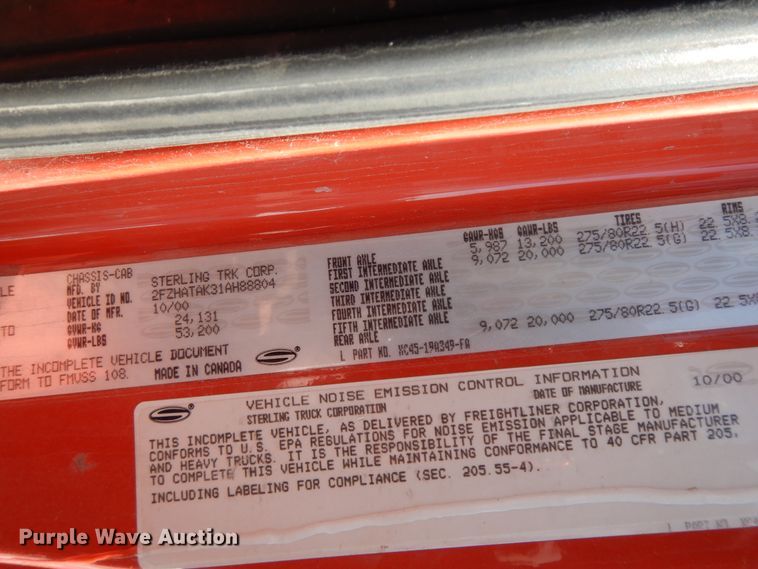 CHASSIS-CAB
MFD. BY STERLING TRK CORP.
VEHICLE ID NO. 2FZHATAK31AH88804
DATE OF MFR. 10/00
GVWR-KG 24,131
GVWR-LBS 53,200
TO
THE INCOMPLETE VEHICLE DOCUMENT
FORM TO FMVSS 108. MADE IN CANADA
GAWR-KGS GAWR-LBS TIRES RIMS
FRONT AXLE 5,987 13,200 275/80R22.5(H)
FIRST INTERMEDIATE AXLE 9,072 20,000 275/80R22.5(G) 22.5X8.
SECOND INTERMEDIATE AXLE
THIRD INTERMEDIATE AXLE
FOURTH INTERMEDIATE AXLE
FIFTH INTERMEDIATE AXLE
REAR AXLE 9,072 20,000 275/80R22.5(G) 22.5X8
L PART NO. XC45-19A349-FA
VEHICLE NOISE EMISSION CONTROL INFORMATION
STERLING TRUCK CORPORATION DATE OF MANUFACTURE 10/00
THIS INCOMPLETE VEHICLE, AS DELIVERED BY FREIGHTLINER CORPORATION,
CONFORMS TO U.S. EPA REGULATIONS FOR NOISE EMISSION APPLICABLE TO MEDIUM
AND HEAVY TRUCKS. IT IS THE RESPONSIBILITY OF THE FINAL STAGE MANUFACTURER
TO COMPLETE THIS VEHICLE WHILE MAINTAINING CONFORMANCE TO 40 CFR PART 205,
INCLUDING LABELING FOR COMPLIANCE (SEC. 205.55-4).
L PART NO
Purple Wave Auction